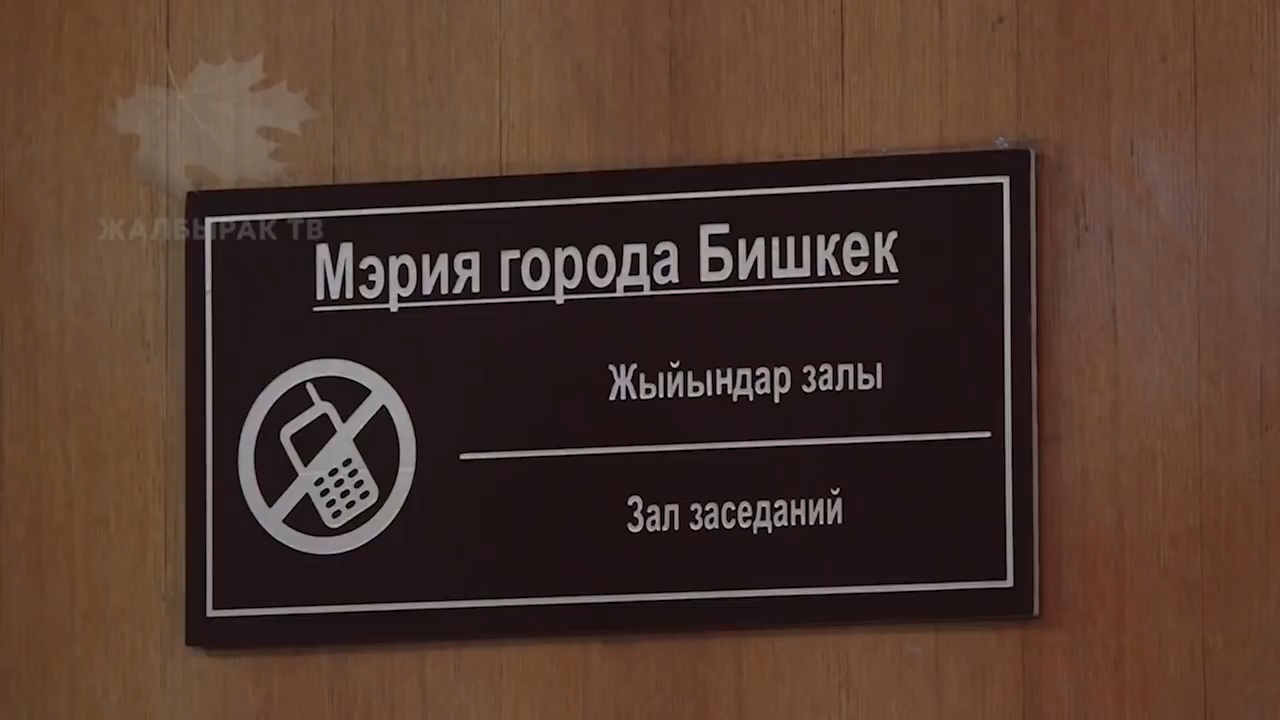 ЖАЛБЫРАК ТВ
Мэрия города Бишкек
Жыйындар залы
Зал заседаний